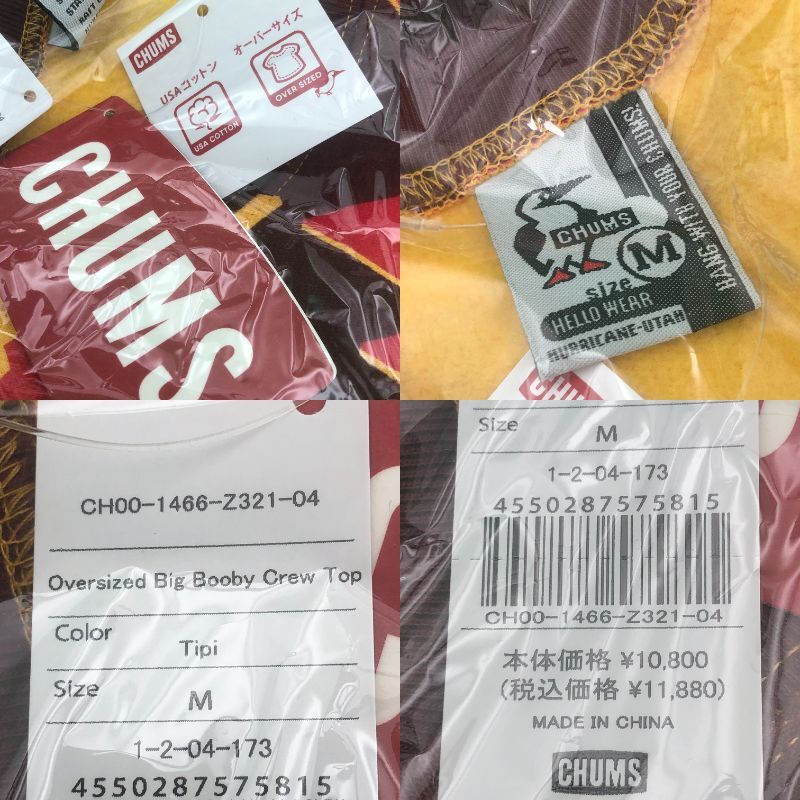 CHUMS
USAコットン
オーバーサイズ
USA COTTON
OVER SIZED
CHUMS
CHUMS
size
M
HELLO WEAR
HURRICANE-UTAH
HANG WITH YOUR CHUMS!
CH00-1466-Z321-04
Oversized Big Booby Crew Top
Color Tipi
Size M
1-2-04-173
4550287575815
Size M
1-2-04-173
4550287575815
CH00-1466-Z321-04
本体価格 ¥10,800
(税込価格 ¥11,880)
MADE IN CHINA
CHUMS